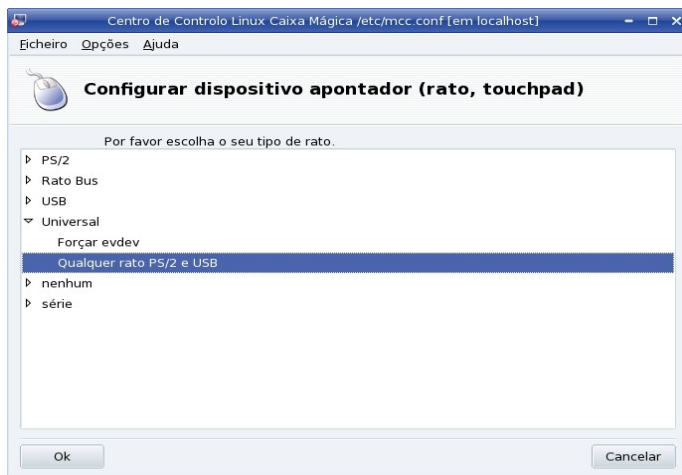 Centro de Controlo Linux Caixa Mágica /etc/mcc.conf [em localhost]
Ficheiro Opções Ajuda
Configurar dispositivo apontador (rato, touchpad)
Por favor escolha o seu tipo de rato.
PS/2
Rato Bus
USB
Universal
Forçar evdev
Qualquer rato PS/2 e USB
nenhum
série
Ok Cancelar